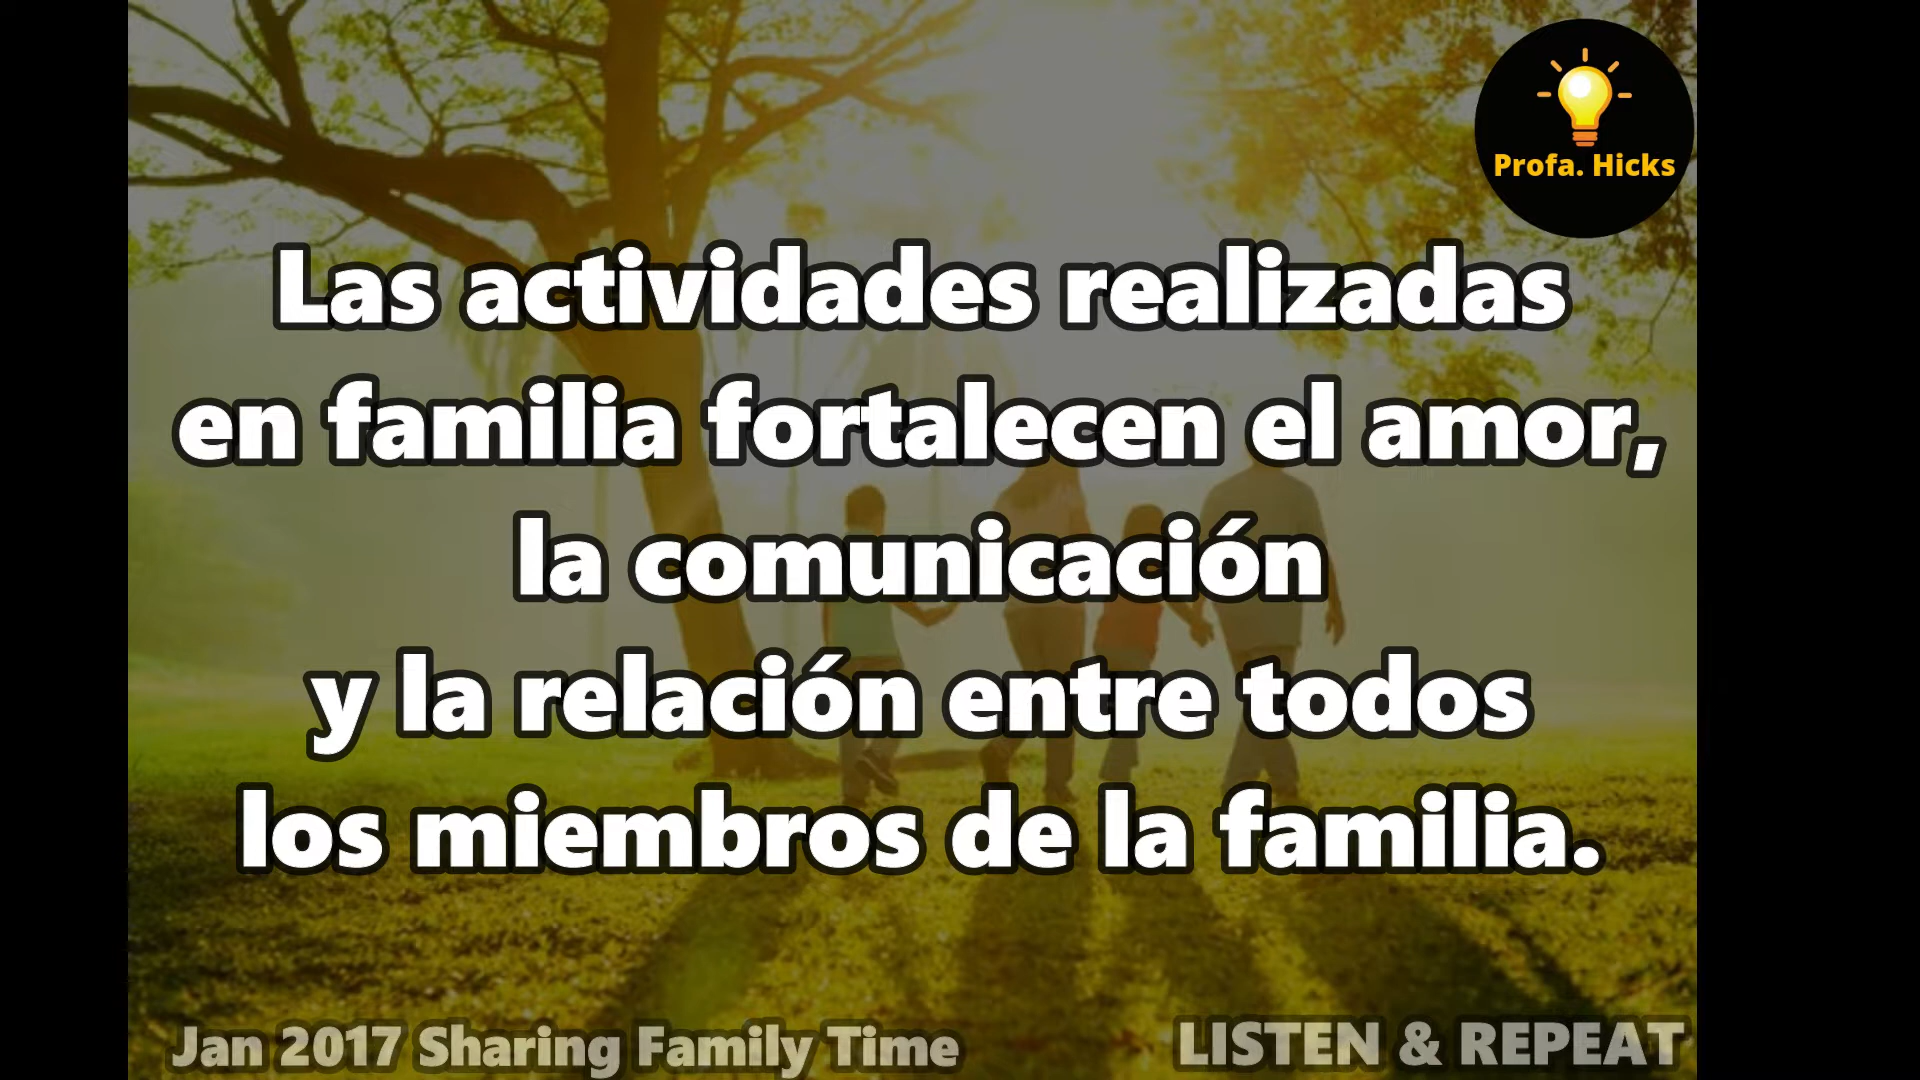 Profa. Hicks
Las actividades realizadas
en familia fortalecen el amor,
la comunicación
y la relación entre todos
los miembros de la familia.
Jan 2017 Sharing Family Time
LISTEN & REPEAT